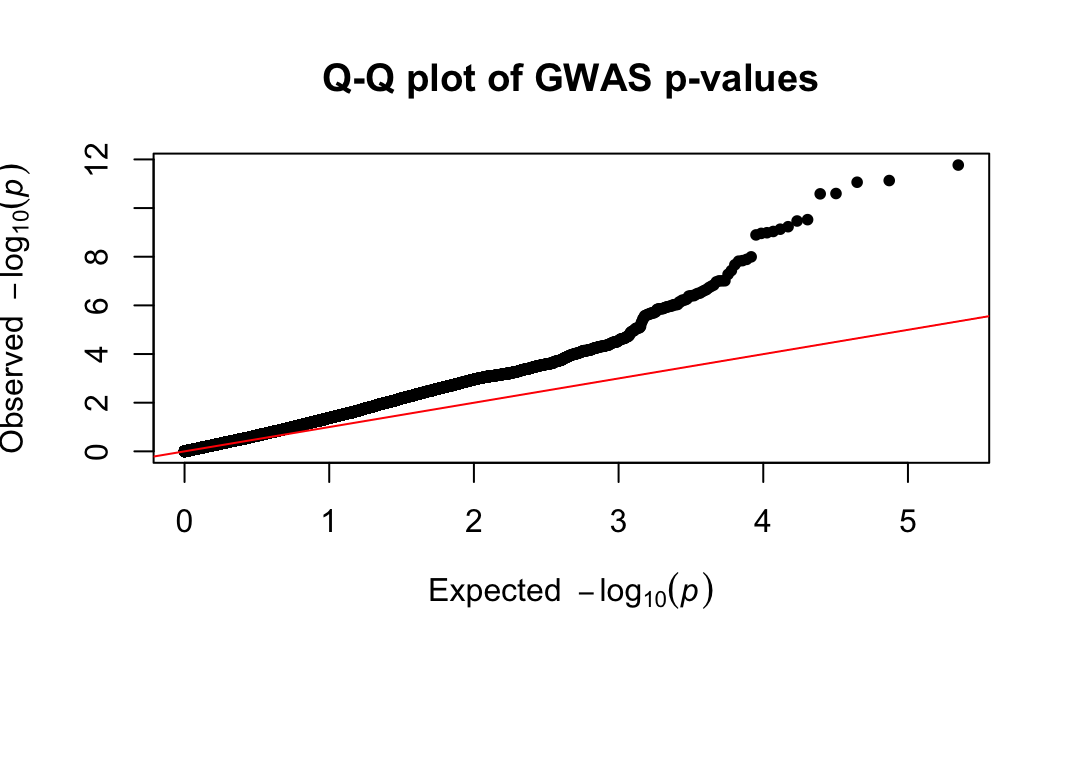 Q-Q plot of GWAS p-values
Observed −log10(p)
12
8
6
4
2
0
0 1 2 3 4 5
Expected −log10(p)